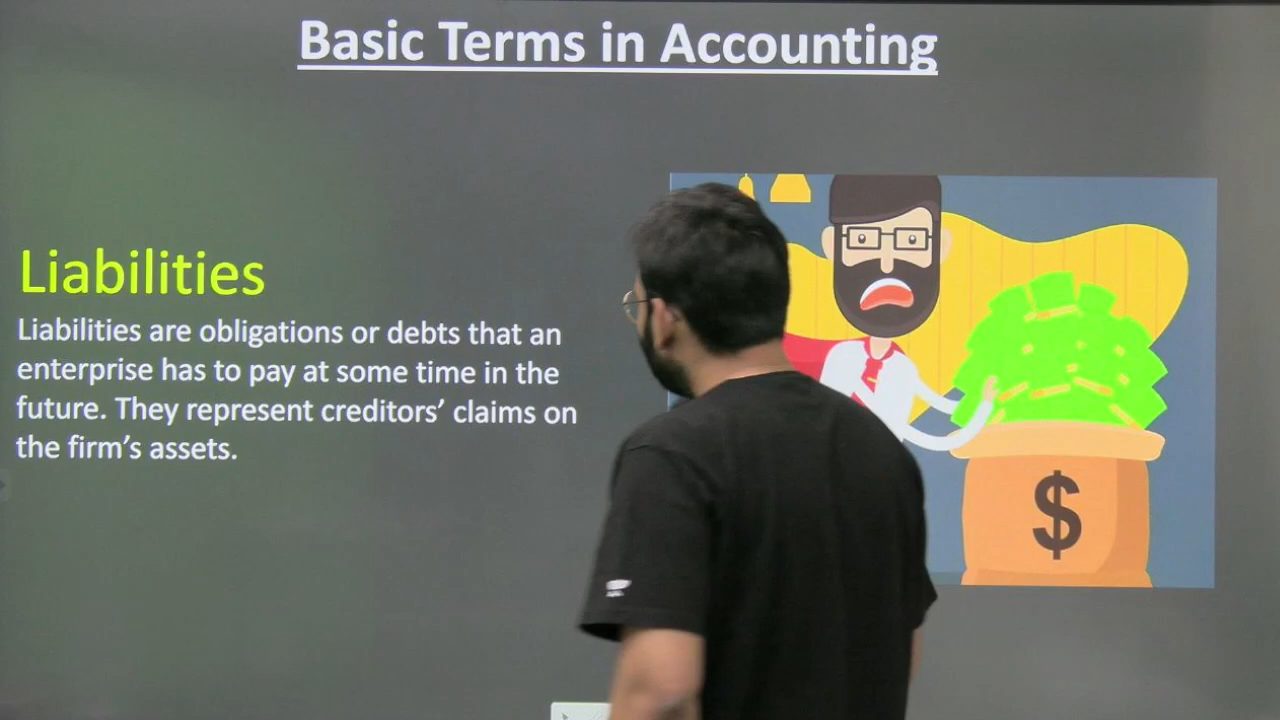 Basic Terms in Accounting
Liabilities
Liabilities are obligations or debts that an
enterprise has to pay at some time in the
future. They represent creditors’ claims on
the firm’s assets.
$